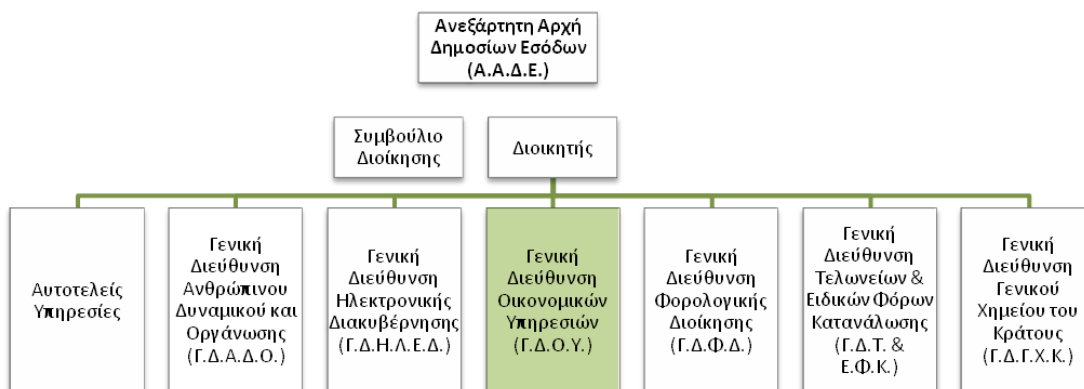 Ανεξάρτητη Αρχή
Δημοσίων Εσόδων
(Α.Α.Δ.Ε.)
Συμβούλιο
Διοίκησης
Διοικητής
Αυτοτελείς
Υπηρεσίες
Γενική
Διεύθυνση
Ανθρώπινου
Δυναμικού και
Οργάνωσης
(Γ.Δ.Α.Δ.Ο.)
Γενική
Διεύθυνση
Ηλεκτρονικής
Διακυβέρνησης
(Γ.Δ.Η.Λ.Ε.Δ.)
Γενική
Διεύθυνση
Οικονομικών
Υπηρεσιών
(Γ.Δ.Ο.Υ.)
Γενική
Διεύθυνση
Φορολογικής
Διοίκησης
(Γ.Δ.Φ.Δ.)
Γενική
Διεύθυνση
Τελωνείων &
Ειδικών Φόρων
Κατανάλωσης
(Γ.Δ.Τ. &
Ε.Φ.Κ.)
Γενική
Διεύθυνση
Γενικού
Χημείου του
Κράτους
(Γ.Δ.Γ.Χ.Κ.)